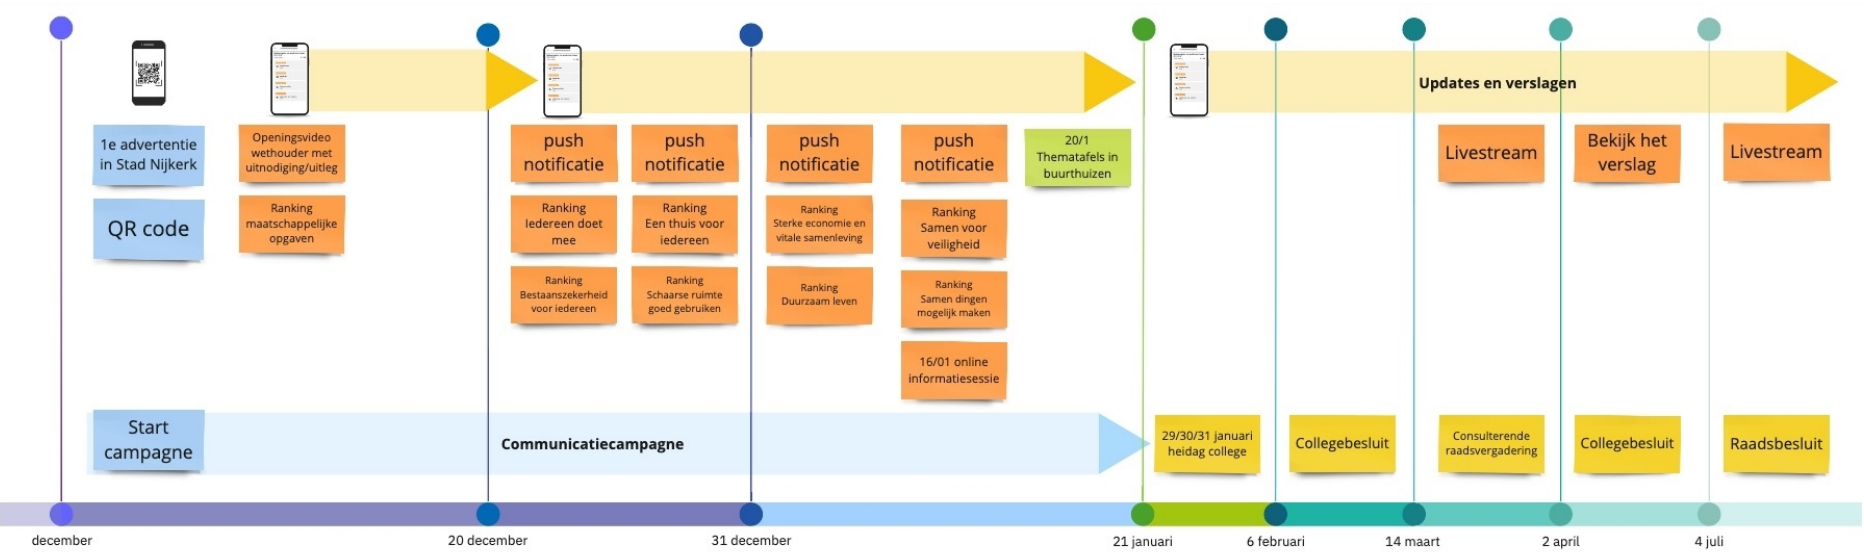 Updates en verslagen
1e advertentie
in Stad Nijkerk
QR code
Openingsvideo
wethouder met
uitnodiging/uitleg
Ranking
maatschappelijke
opgaven
push
notificatie
Ranking
Iedereen doet
mee
Ranking
Bestaanszekerheid
voor iedereen
push
notificatie
Ranking
Een thuis voor
iedereen
Ranking
Schaarse ruimte
goed gebruiken
push
notificatie
Ranking
Sterke economie en
vitale samenleving
Ranking
Duurzaam leven
push
notificatie
Ranking
Samen voor
veiligheid
Ranking
Samen dingen
mogelijk maken
16/01 online
informatiesessie
20/1
Thematafels in
buurthuizen
Livestream
Bekijk het
verslag
Livestream
Start
campagne
Communicatiecampagne
29/30/31 januari
heidag college
Collegebesluit
Consulterende
raadsvergadering
Collegebesluit
Raadsbesluit
december
20 december
31 december
21 januari
6 februari
14 maart
2 april
4 juli